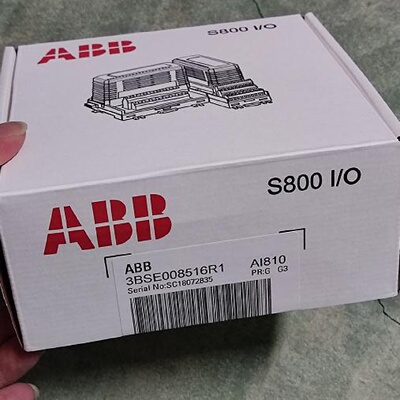 ABB
S800 I/O
ABB
S800 I/O
ABB
3BSE008516R1 AI810
Serial No:SC18072835 PR:G G3